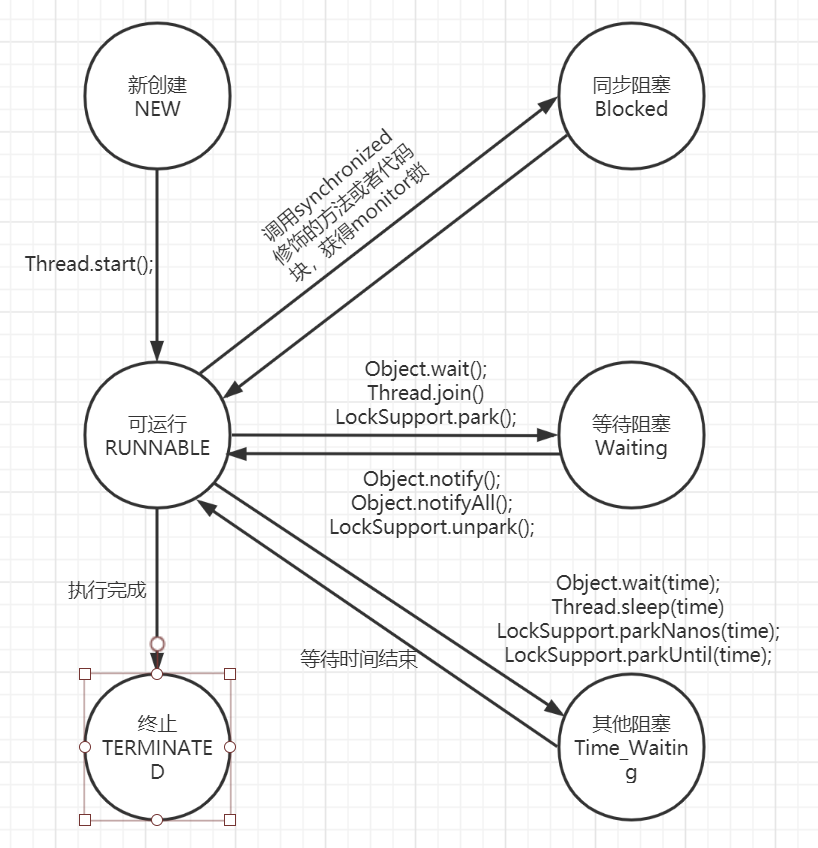 新创建
NEW
同步阻塞
Blocked
调用synchronized
修饰的方法或者代码
块，获得monitor锁
Thread.start();
Object.wait();
Thread.join()
LockSupport.park();
可运行
RUNNABLE
等待阻塞
Waiting
Object.notify();
Object.notifyAll();
LockSupport.unpark();
执行完成
Object.wait(time);
Thread.sleep(time)
LockSupport.parkNanos(time);
LockSupport.parkUntil(time);
等待时间结束
终止
TERMINATE
D
其他阻塞
Time_Waitin
g